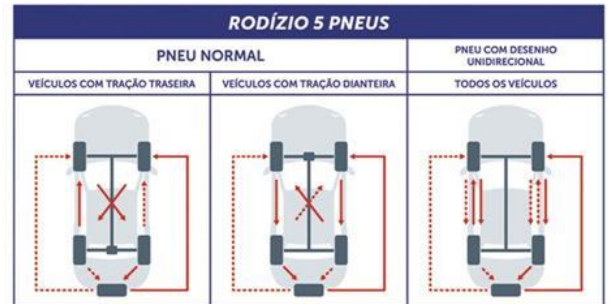 RODÍZIO 5 PNEUS
PNEU NORMAL
PNEU COM DESENHO
UNIDIRECIONAL
VEÍCULOS COM TRAÇÃO TRASEIRA
VEÍCULOS COM TRAÇÃO DIANTEIRA
TODOS OS VEÍCULOS